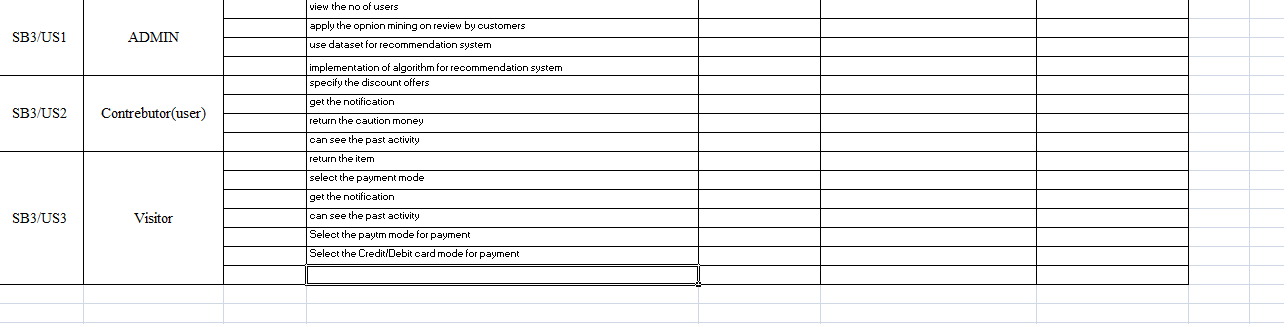 view the no of users
SB3/US1
ADMIN
apply the opnion mining on review by customers
use dataset for recommendation system
implementation of algorithm for recommendation system
specify the discount offers
SB3/US2
Contrebutor(user)
get the notification
return the caution money
can see the past activity
return the item
select the payment mode
get the notification
SB3/US3
Visitor
can see the past activity
Select the paytm mode for payment
Select the Credit/Debit card mode for payment